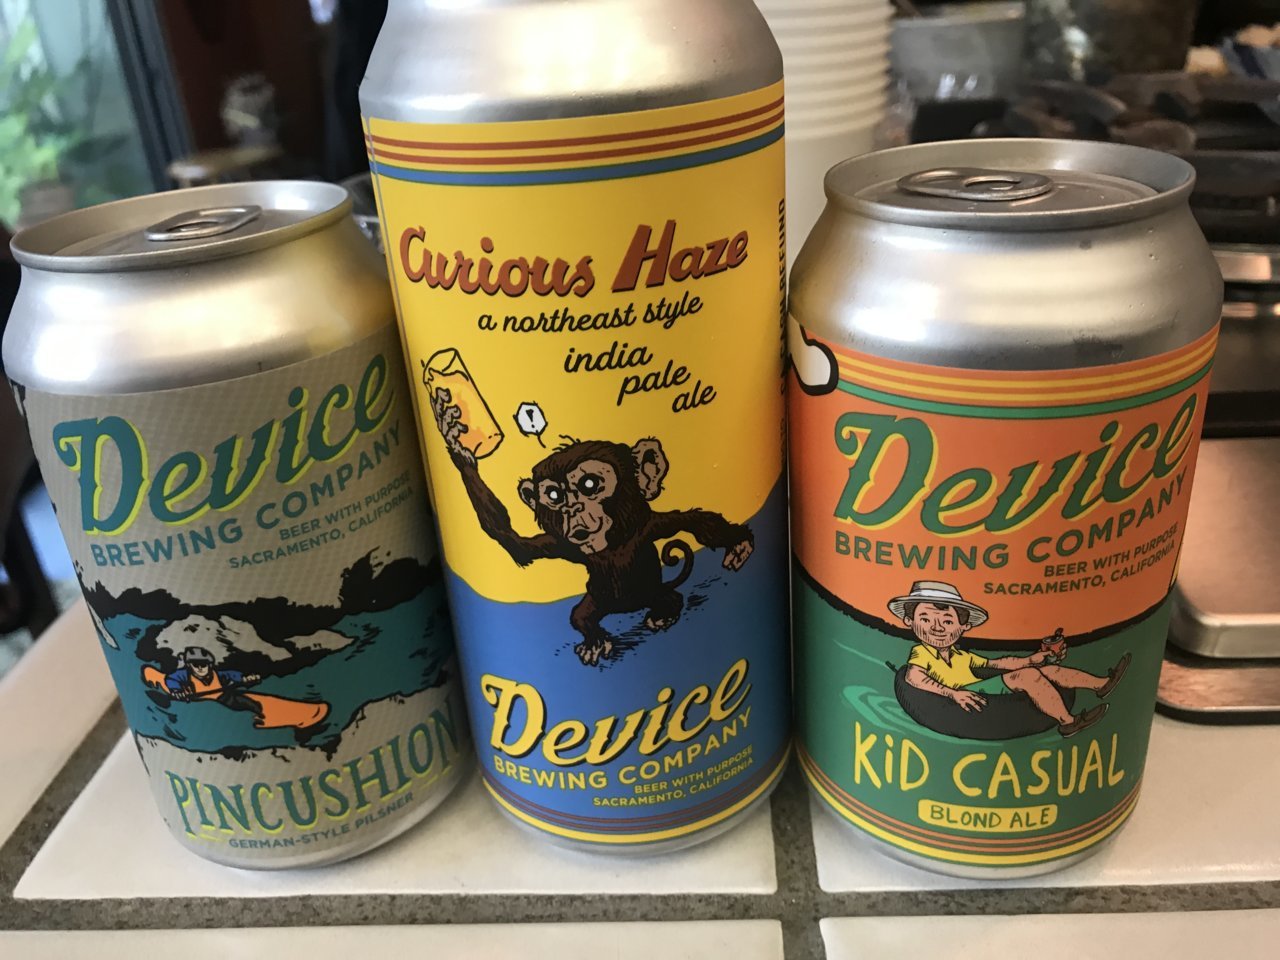 Device
BREWING COMPANY
BEER WITH PURPOSE
SACRAMENTO, CALIFORNIA
PINCUSHION
GERMAN-STYLE PILSNER
Curious Haze
a northeast style
india
pale
ale
!
Device
BREWING COMPANY
BEER WITH PURPOSE
SACRAMENTO, CALIFORNIA
Device
BREWING COMPANY
BEER WITH PURPOSE
SACRAMENTO, CALIFORNIA
KiD CASUAL
BLOND ALE